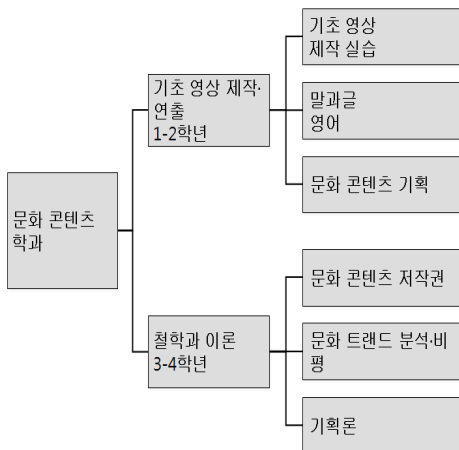 문화 콘텐츠
학과
기초 영상 제작·
연출
1-2학년
기초 영상
제작 실습
말과글
영어
문화 콘텐츠 기획
철학과 이론
3-4학년
문화 콘텐츠 저작권
문화 트랜드 분석·비
평
기획론